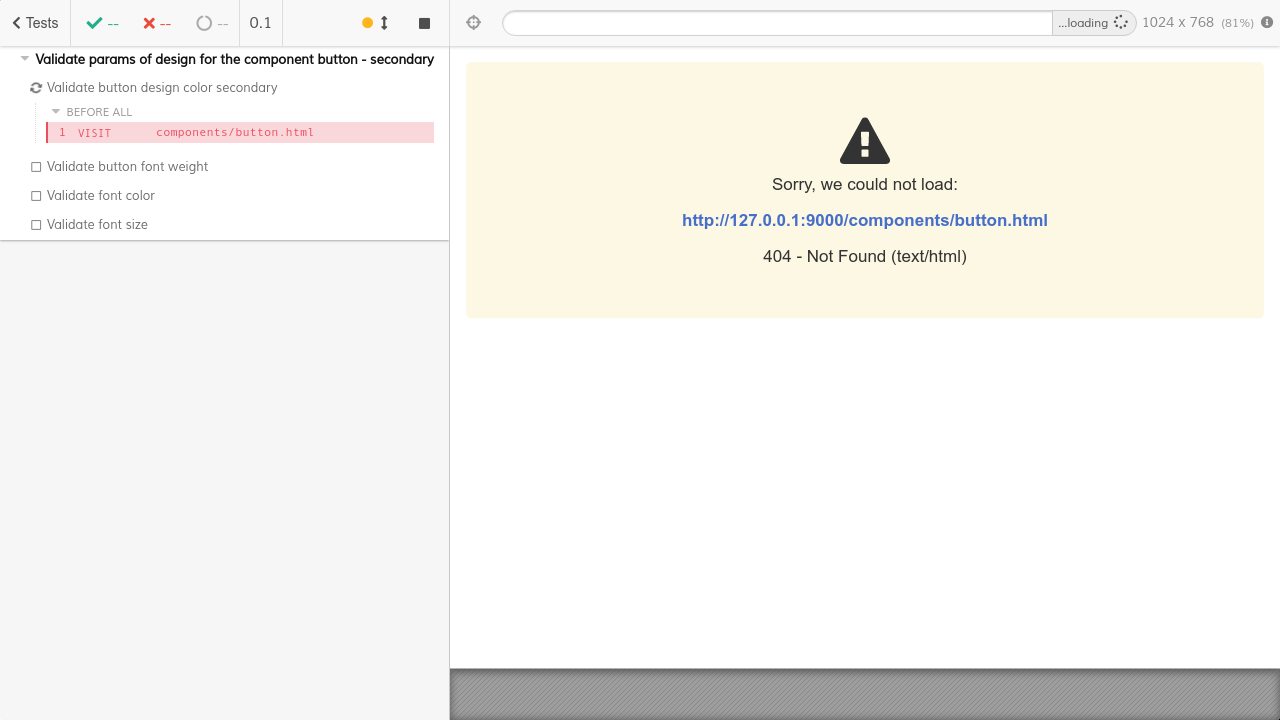 Tests -- -- -- 0.1
...loading 1024 x 768 (81%)
Validate params of design for the component button - secondary
Validate button design color secondary
BEFORE ALL
1 VISIT components/button.html
Validate button font weight
Validate font color
Validate font size
Sorry, we could not load:
http://127.0.0.1:9000/components/button.html
404 - Not Found (text/html)